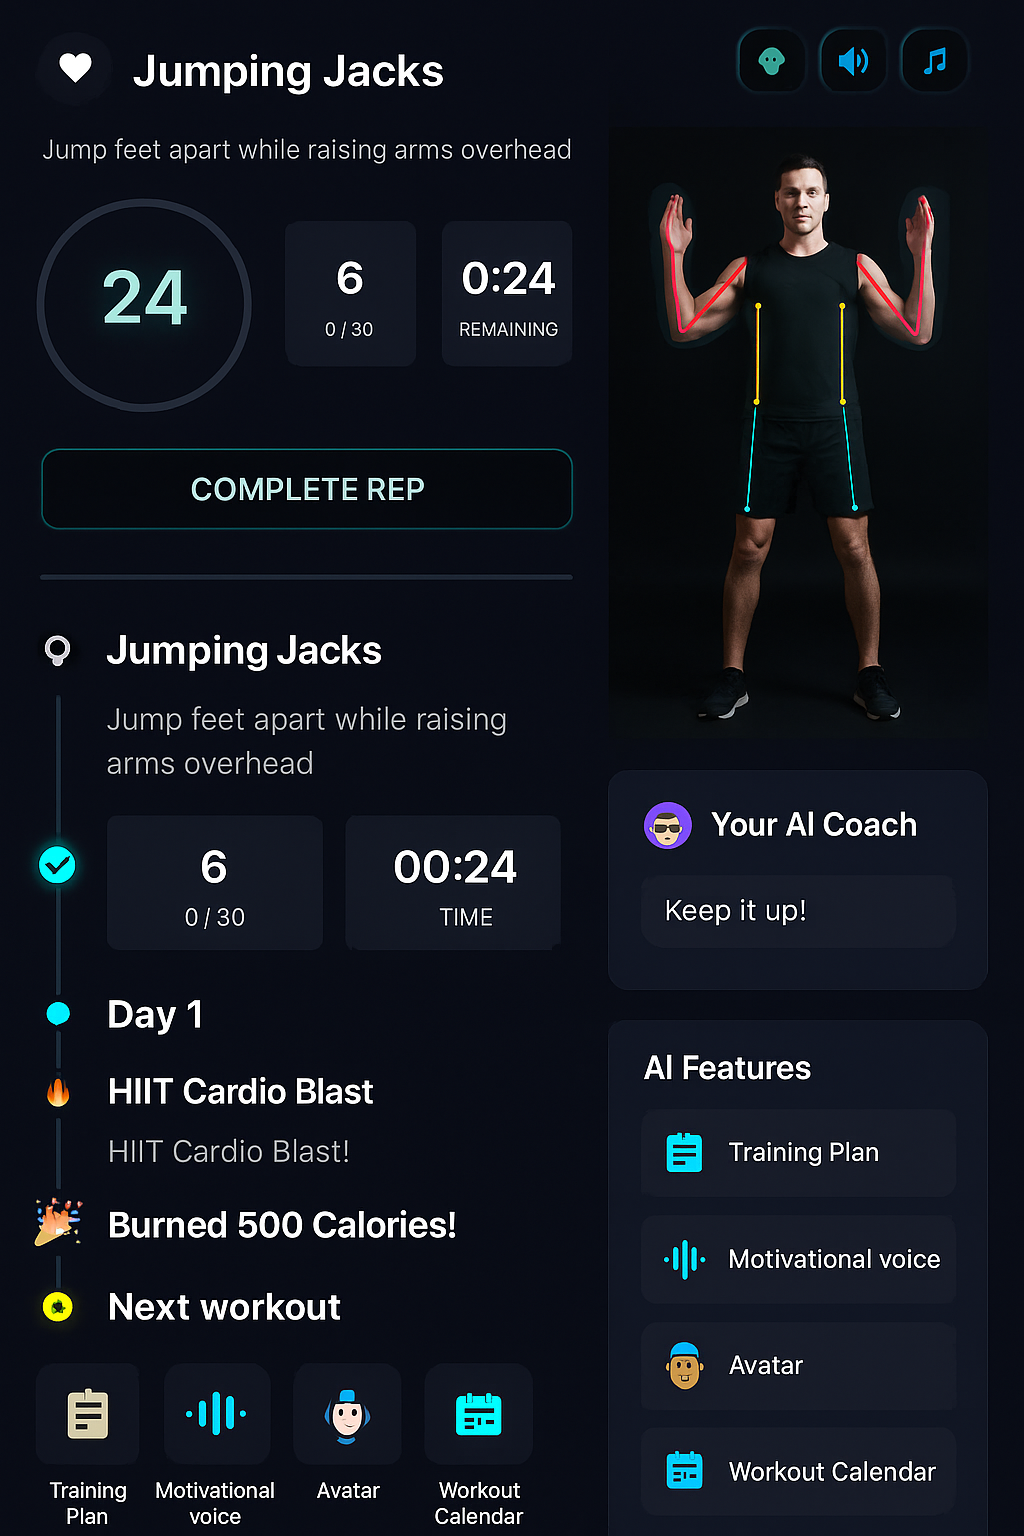 Jumping Jacks
Jump feet apart while raising arms overhead
24
6
0 / 30
0:24
REMAINING
COMPLETE REP
Jumping Jacks
Jump feet apart while raising
arms overhead
6
0 / 30
00:24
TIME
Day 1
HIIT Cardio Blast
HIIT Cardio Blast!
Burned 500 Calories!
Next workout
Training
Plan
Motivational
voice
Avatar
Workout
Calendar
Your AI Coach
Keep it up!
AI Features
Training Plan
Motivational voice
Avatar
Workout Calendar